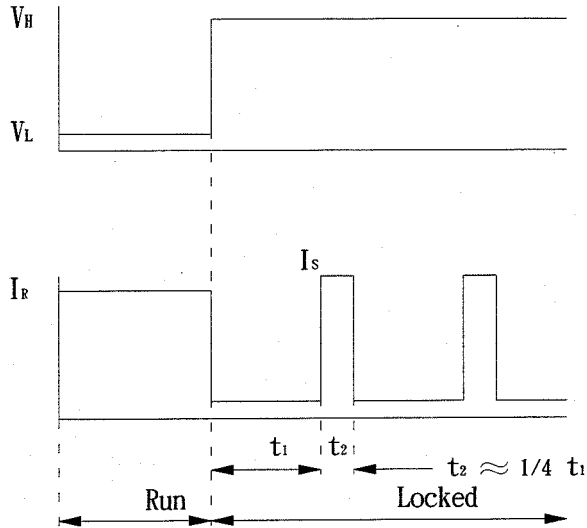 VH
VL
IS
IR
t1
t2
t2 ≈ 1/4 t1
Run
Locked